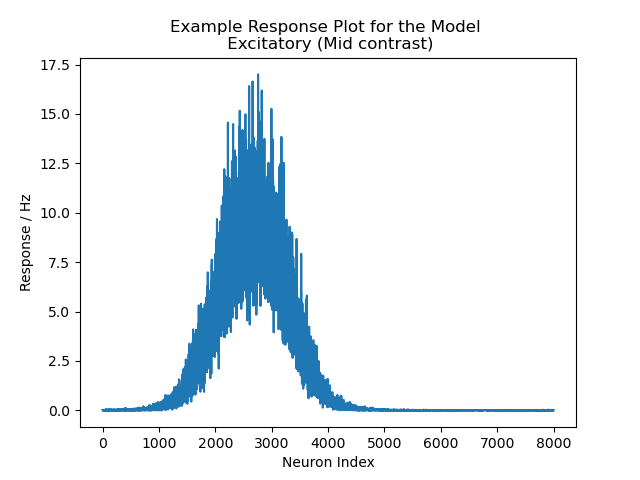 Example Response Plot for the Model
Excitatory (Mid contrast)
17.5
15.0
12.5
10.0
7.5
5.0
2.5
0.0
Response / Hz
0 1000 2000 3000 4000 5000 6000 7000 8000
Neuron Index